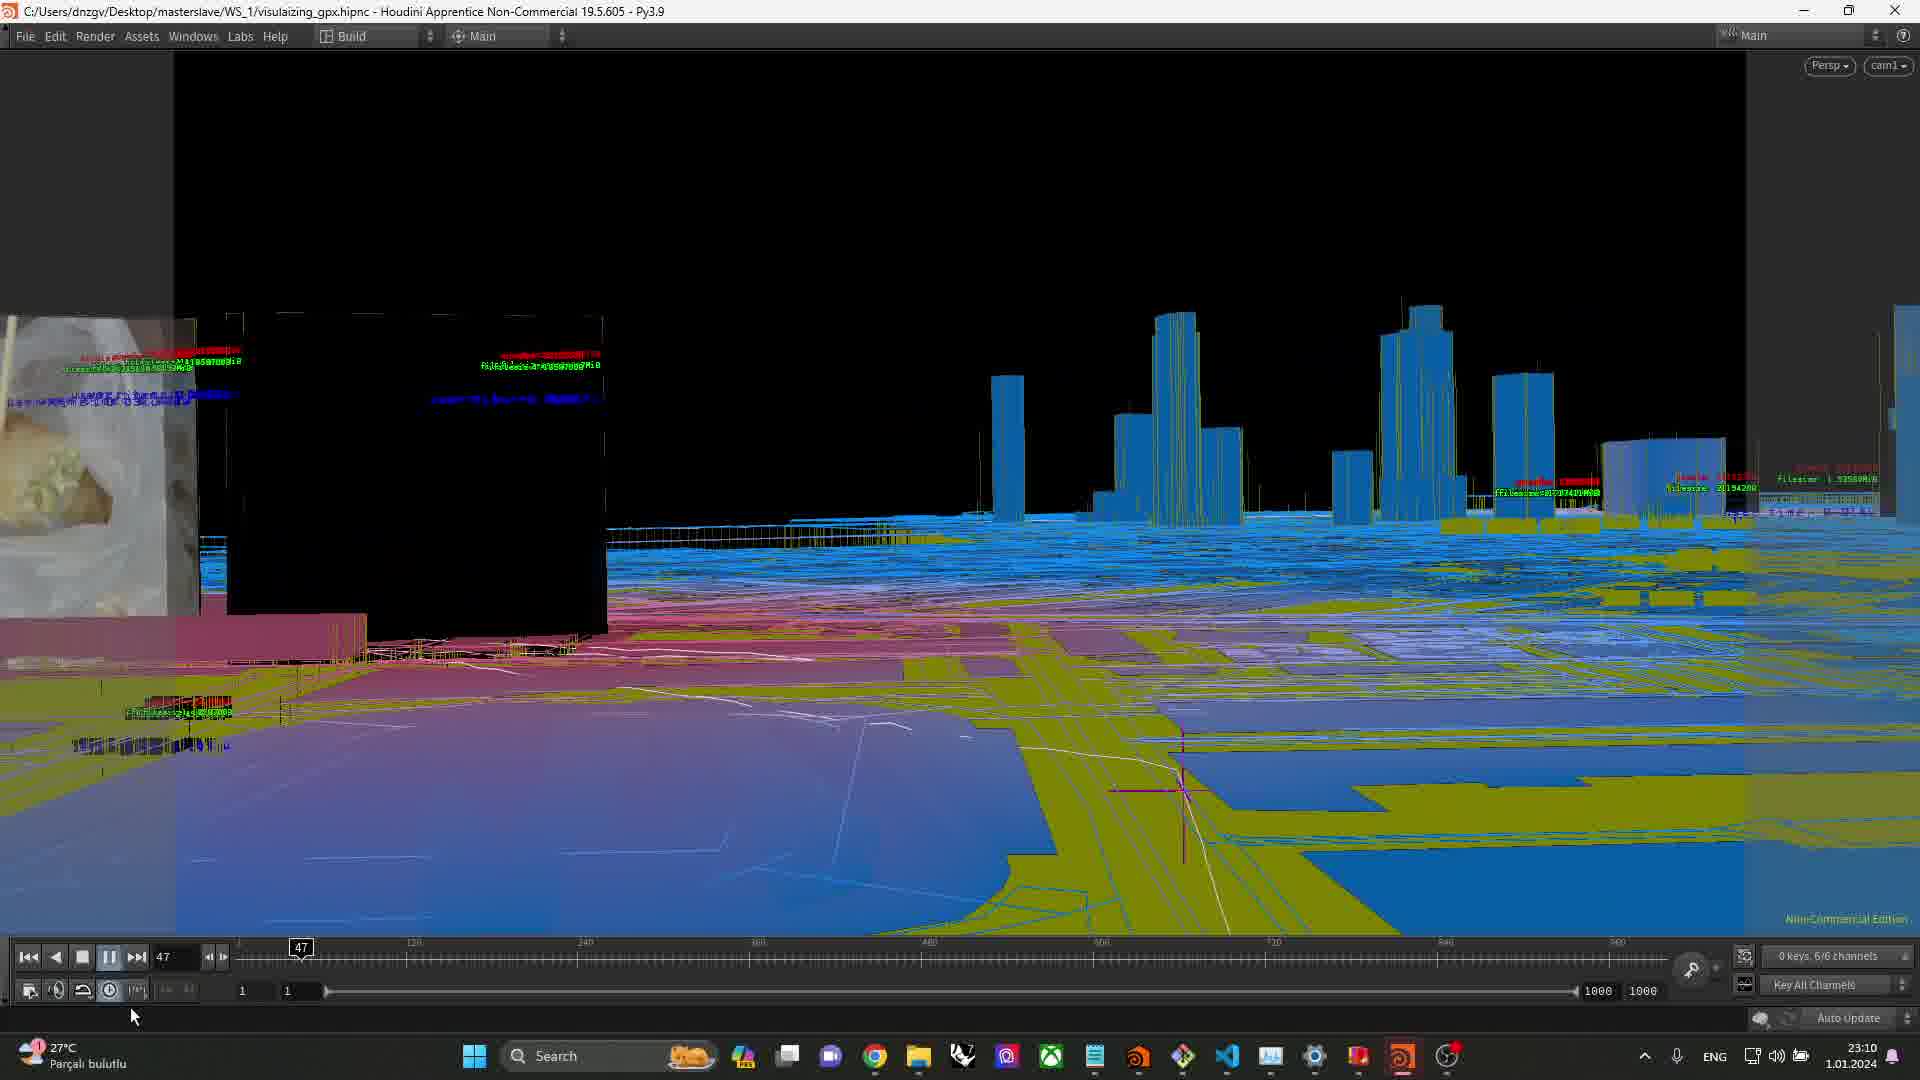 C:/Users/dnzgv/Desktop/masterslave/WS_1/visulaizing_gpx.hipnc - Houdini Apprentice Non-Commercial 19.5.605 - Py3.9
File Edit Render Assets Windows Labs Help Build Main Main
Persp cam1
Non-Commercial Edition
47 1 47 120 240 360 480 600 720 840 960 0 keys, 6/6 channels
1 1 1000 1000 Key All Channels
Auto Update
27°C
Parçalı bulutlu
Search
ENG
23:10
1.01.2024